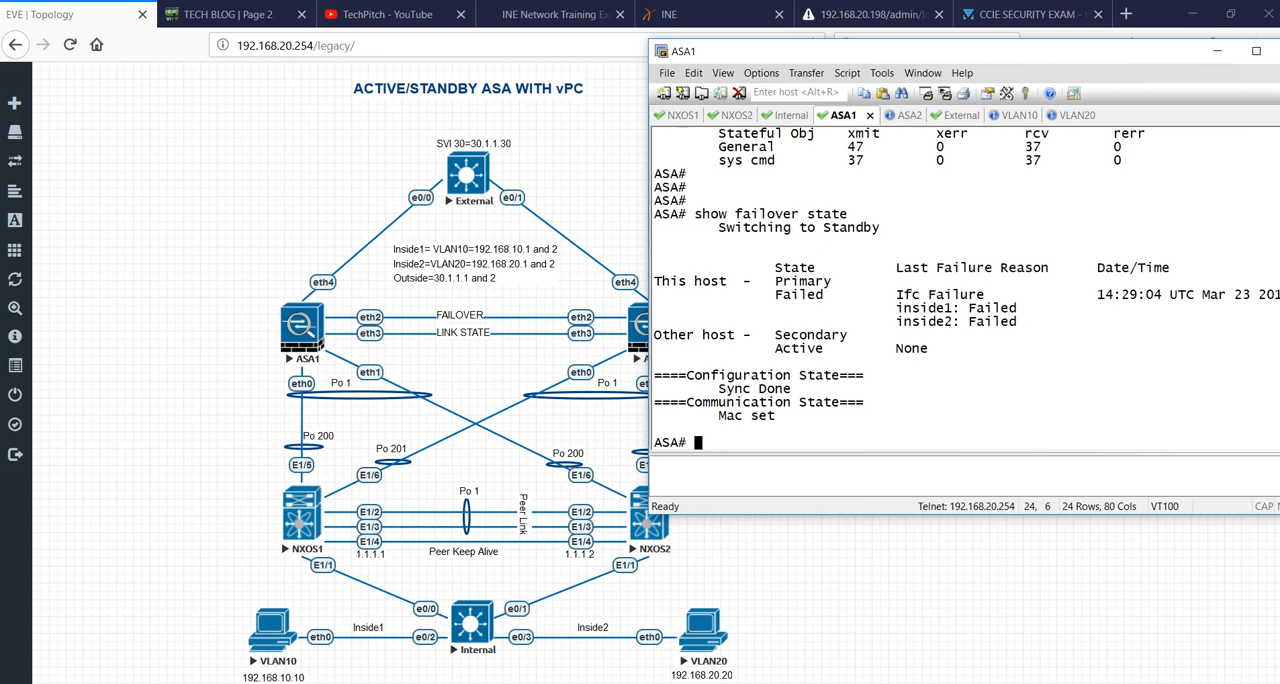 EVE | Topology
TECH BLOG | Page 2
TechPitch - YouTube
INE Network Training Ex
INE
192.168.20.198/admin/lo
CCIE SECURITY EXAM -
192.168.20.254/legacy/
ACTIVE/STANDBY ASA WITH vPC
SVI 30=30.1.1.30
e0/0
External
e0/1
Inside1= VLAN10=192.168.10.1 and 2
Inside2=VLAN20=192.168.20.1 and 2
Outside=30.1.1.1 and 2
eth4
eth4
eth2
FAILOVER
eth2
eth3
LINK STATE
eth3
ASA1
eth0
eth1
eth0
Po 1
Po 1
Po 200
Po 201
Po 200
E1/5
E1/6
E1/6
Po 1
Peer Link
E1/2
E1/2
E1/3
E1/3
E1/4
E1/4
NXOS1
1.1.1.1
Peer Keep Alive
1.1.1.2
NXOS2
E1/1
E1/1
e0/0
e0/1
Inside1
Inside2
eth0
e0/2
e0/3
eth0
Internal
VLAN10
VLAN20
192.168.10.10
192.168.20.20
ASA1
File Edit View Options Transfer Script Tools Window Help
Enter host <Alt+R>
NXOS1 NXOS2 Internal ASA1 ASA2 External VLAN10 VLAN20
Stateful Obj xmit xerr rcv rerr
General 47 0 37 0
sys cmd 37 0 37 0
ASA#
ASA#
ASA#
ASA# show failover state
Switching to Standby
State Last Failure Reason Date/Time
This host - Primary
Failed Ifc Failure 14:29:04 UTC Mar 23 201
inside1: Failed
inside2: Failed
Other host - Secondary
Active None
====Configuration State===
Sync Done
====Communication State===
Mac set
ASA#
Ready
Telnet: 192.168.20.254 24, 6 24 Rows, 80 Cols VT100 CAP